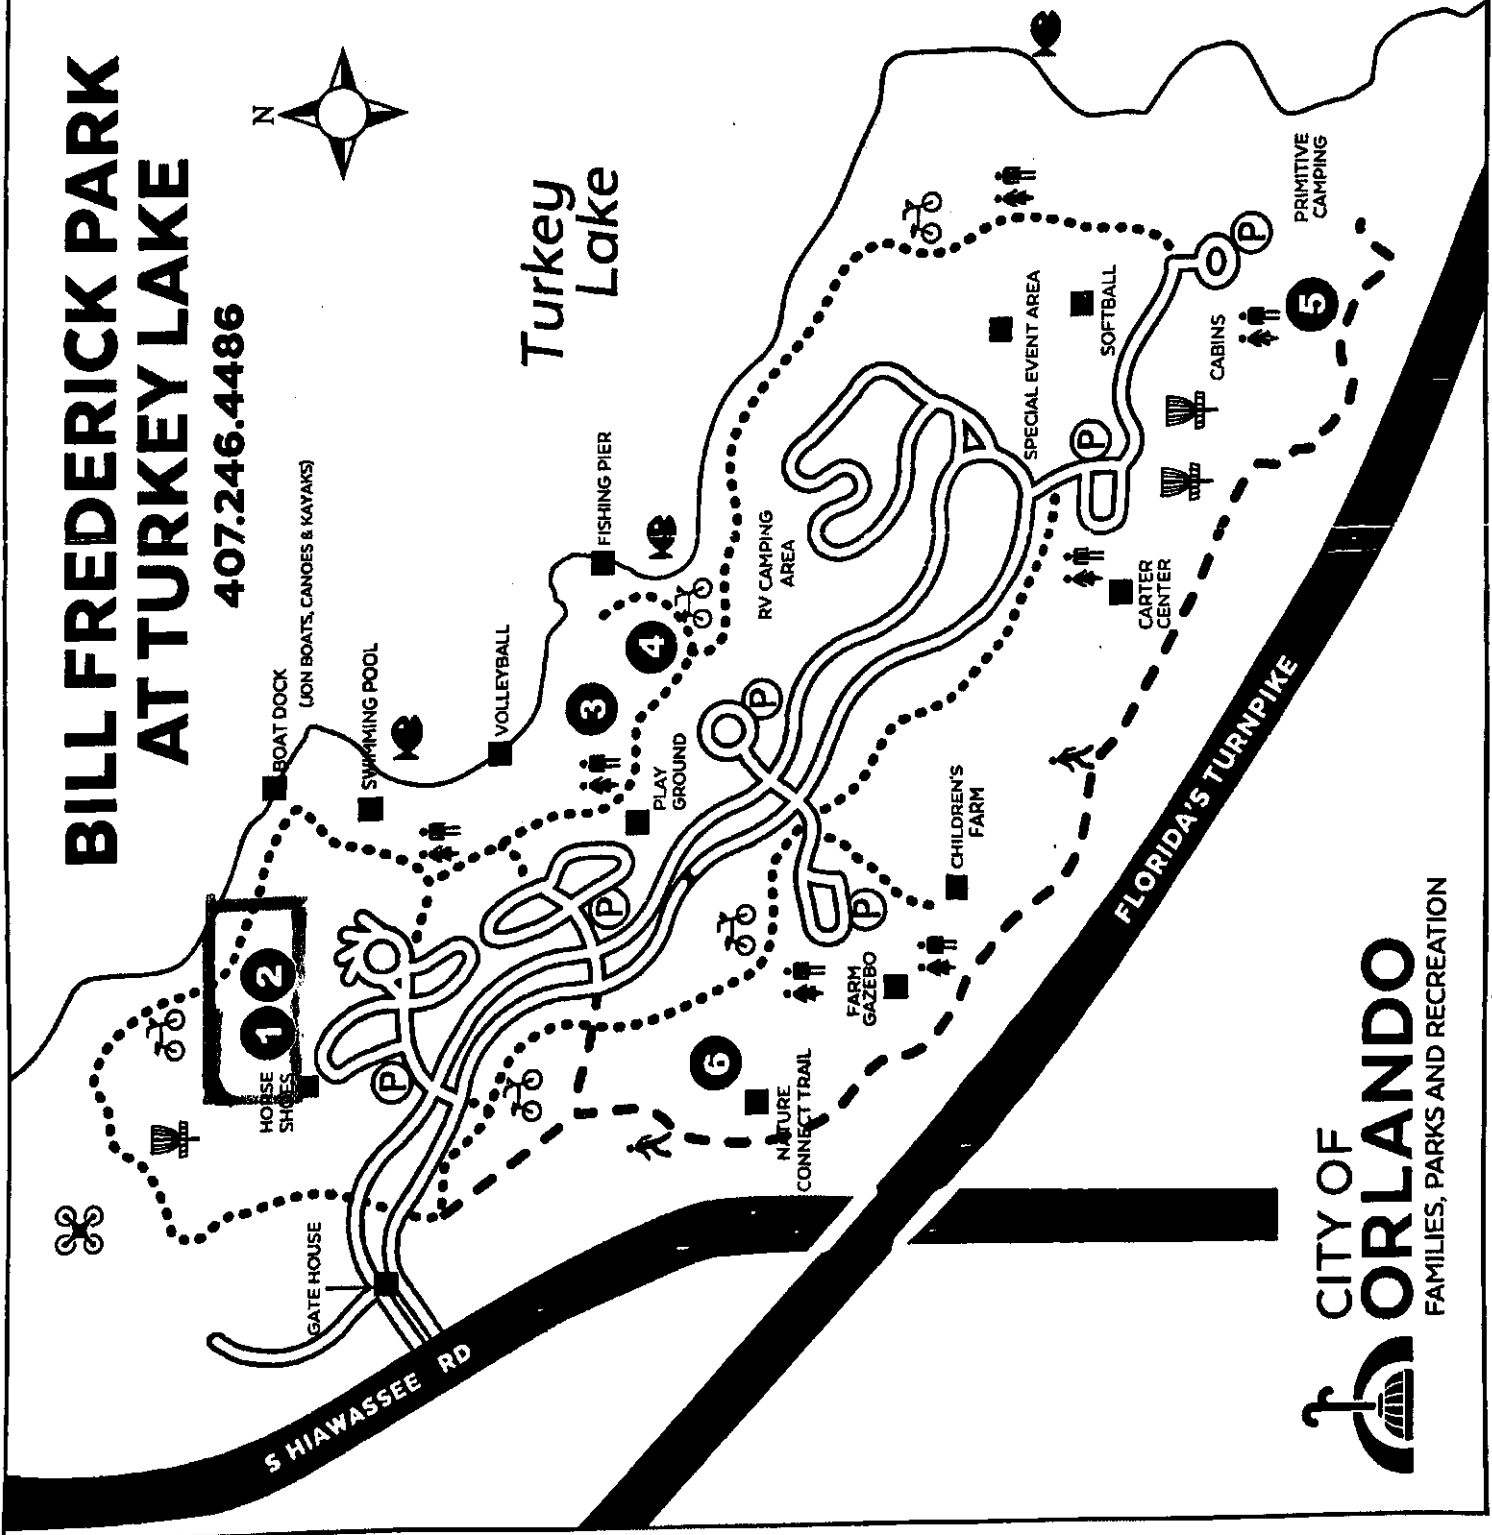 BILL FREDERICK PARK
AT TURKEY LAKE
407.246.4486
N
Turkey
Lake
BOAT DOCK
(JON BOATS, CANOES & KAYAKS)
SWIMMING POOL
VOLLEYBALL
FISHING PIER
1
2
HORSE
SHOES
P
3
4
PLAY
GROUND
P
P
RV CAMPING
AREA
GATE HOUSE
S HIAWASSEE RD
6
NATURE
CONNECT TRAIL
FARM
GAZEBO
P
CHILDREN'S
FARM
CARTER
CENTER
P
SPECIAL EVENT AREA
SOFTBALL
CABINS
P
5
PRIMITIVE
CAMPING
FLORIDA'S TURNPIKE
CITY OF
ORLANDO
FAMILIES, PARKS AND RECREATION